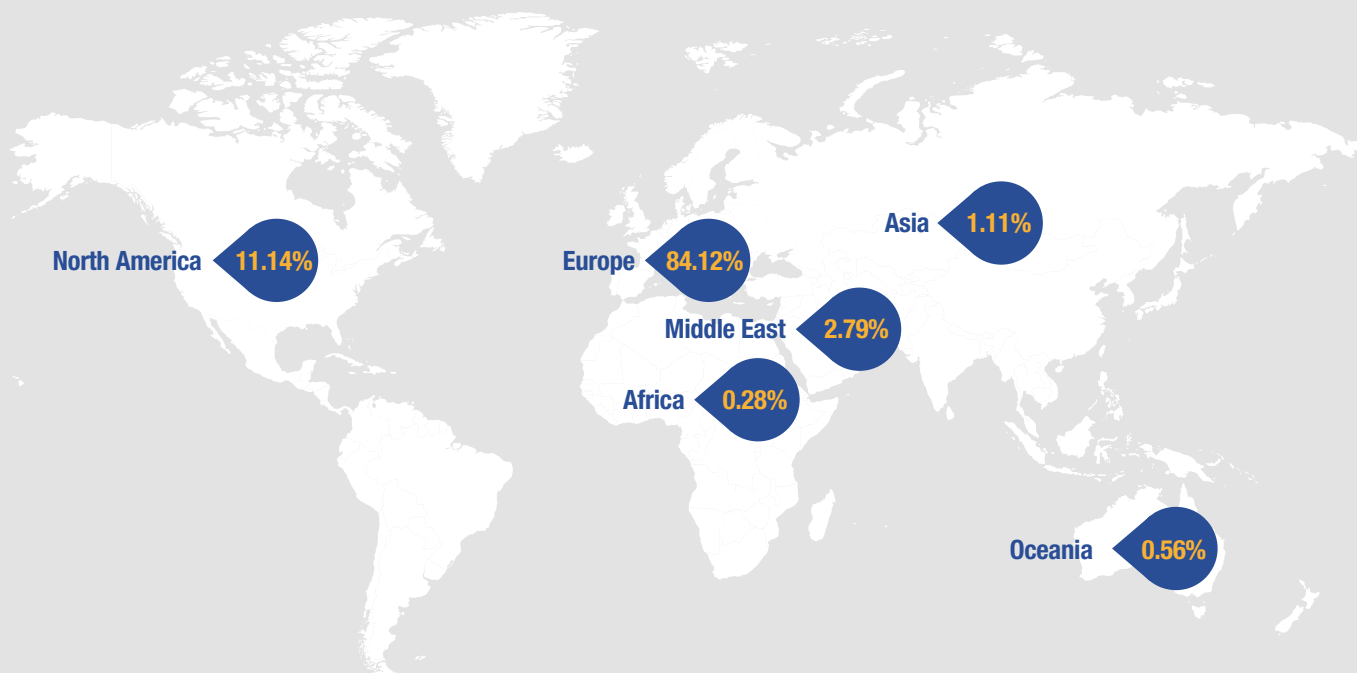 Asia 1.11%
North America 11.14%
Europe 84.12%
Middle East 2.79%
Africa 0.28%
Oceania 0.56%